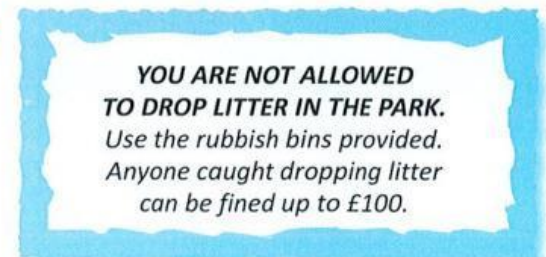 YOU ARE NOT ALLOWED
TO DROP LITTER IN THE PARK.
Use the rubbish bins provided.
Anyone caught dropping litter
can be fined up to £100.